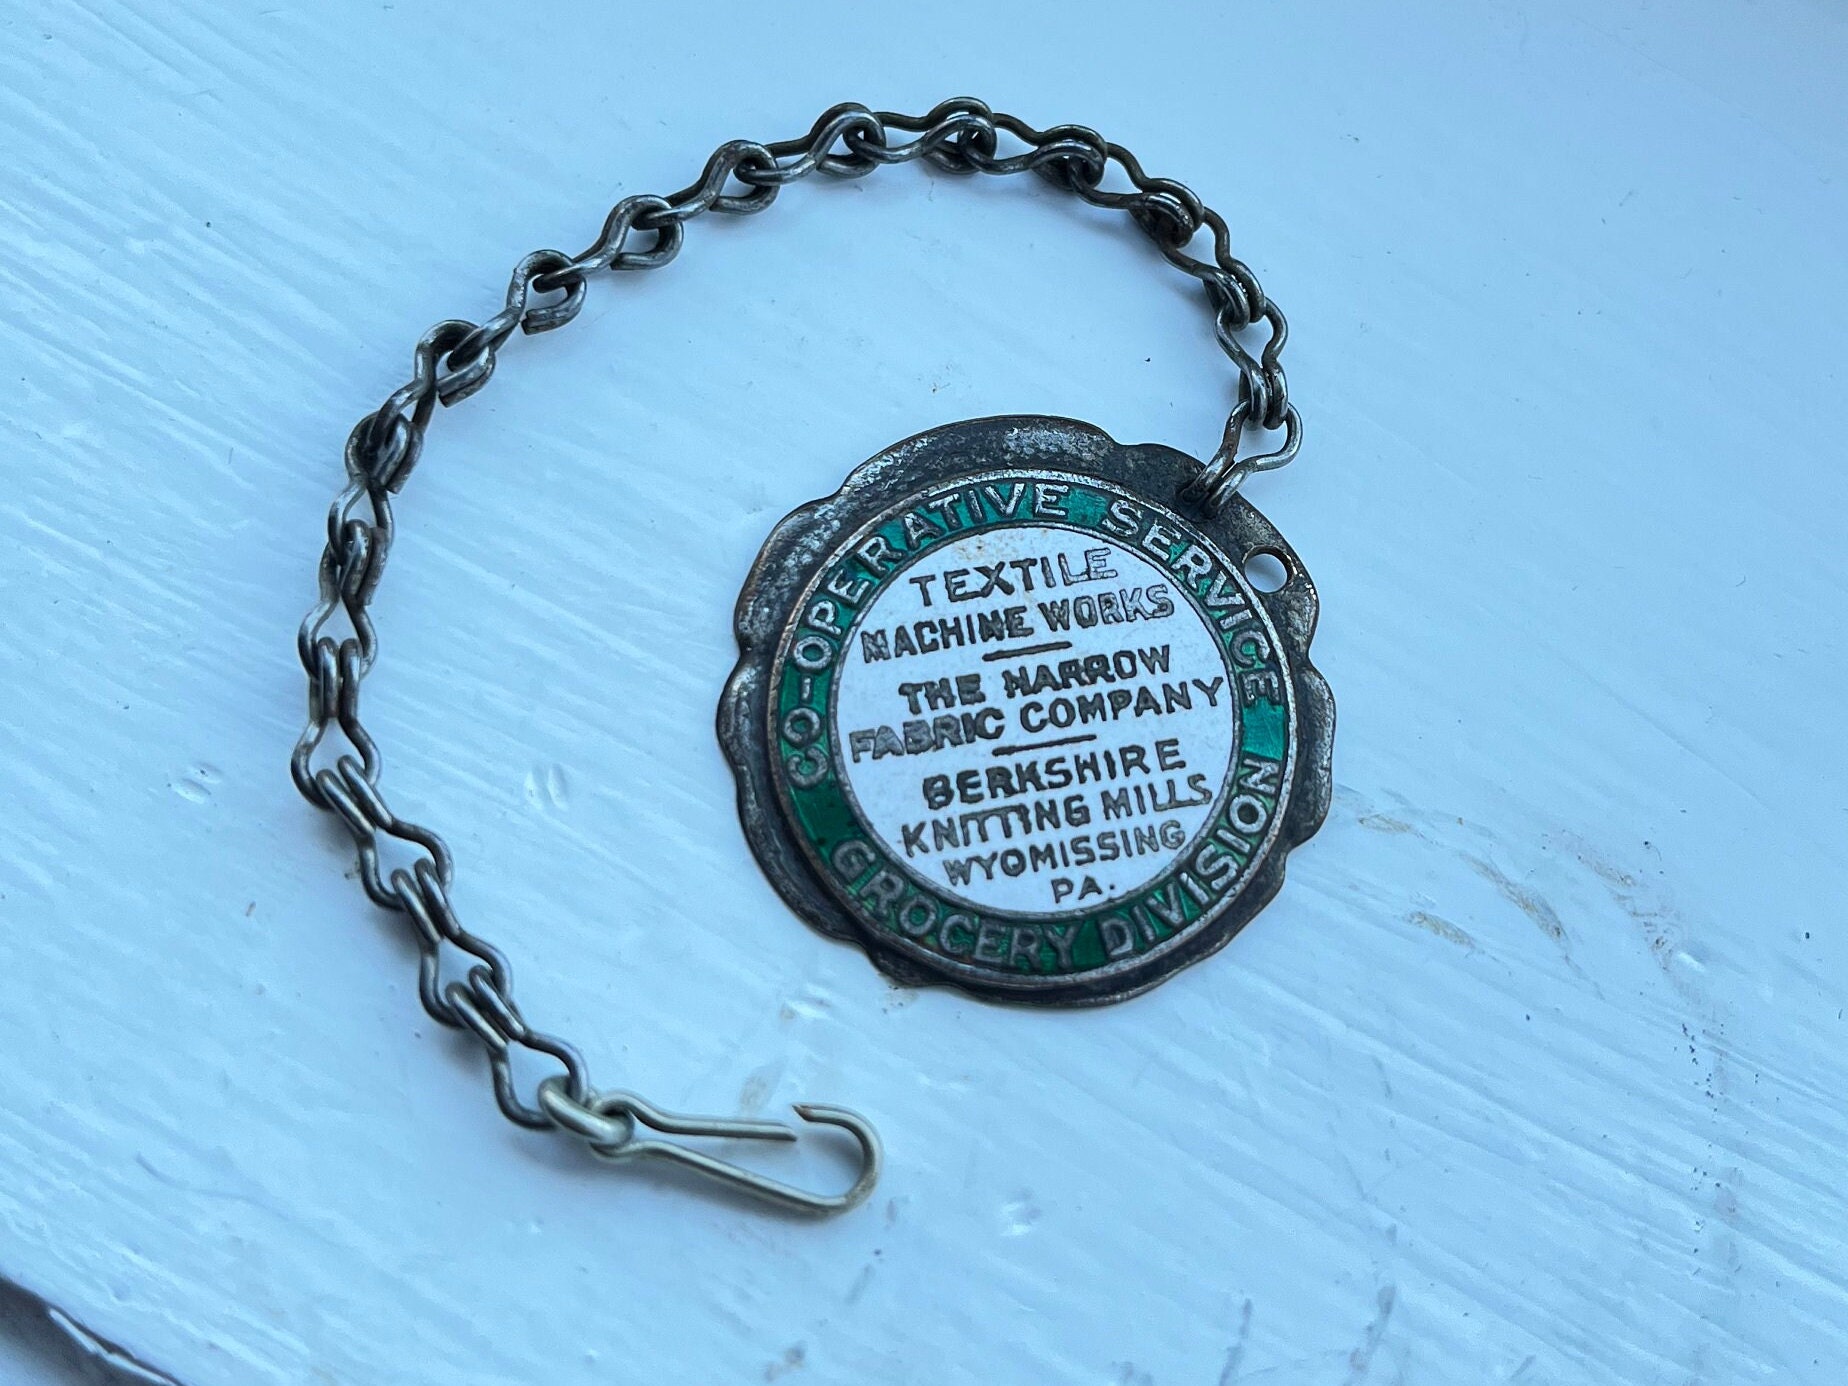 CO-OPERATIVE SERVICE
TEXTILE
MACHINE WORKS
THE NARROW
FABRIC COMPANY
BERKSHIRE
KNITTING MILLS
WYOMISSING
PA.
GROCERY DIVISION